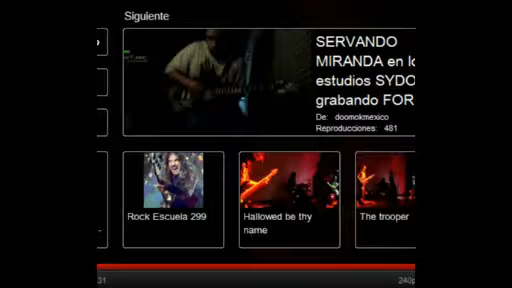 Siguiente
SERVANDO
MIRANDA en lo
estudios SYDO
grabando FOR
De: doomokmexico
Reproducciones: 481
Rock Escuela 299
Hallowed be thy
name
The trooper
31
240p